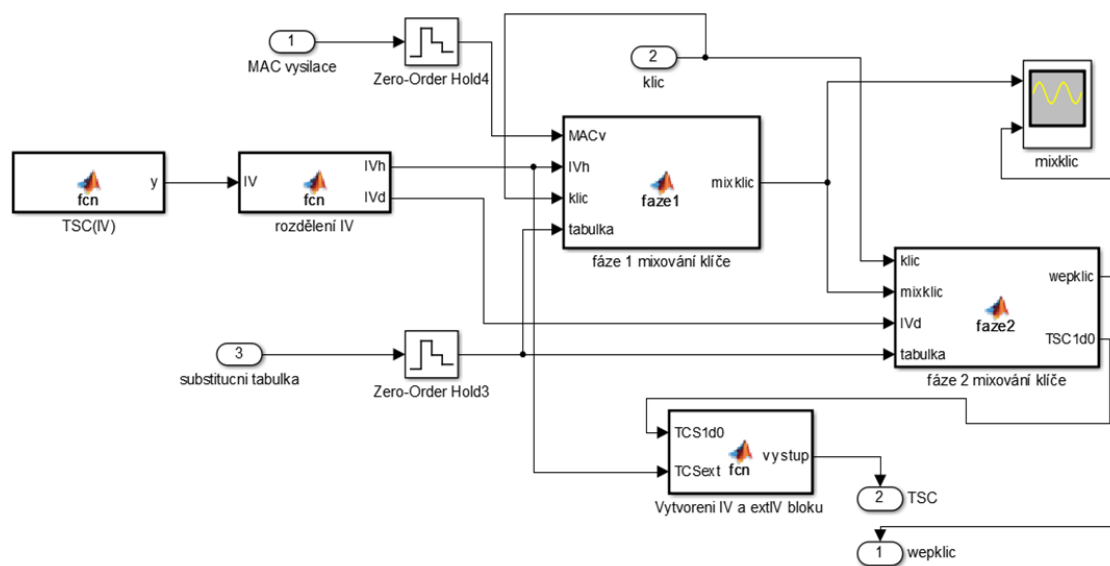 1
MAC vysilace
Zero-Order Hold4
2
klic
mixklic
MACv
IVh
klic
tabulka
mixklic
faze1
fáze 1 mixování klíče
y
fcn
TSC(IV)
IV
IVh
IVd
fcn
rozdělení IV
klic
mixklic
IVd
tabulka
wepklic
TSC1d0
faze2
fáze 2 mixování klíče
3
substitucni tabulka
Zero-Order Hold3
TCS1d0
TCSext
vystup
fcn
Vytvoreni IV a extIV bloku
2
TSC
1
wepklic